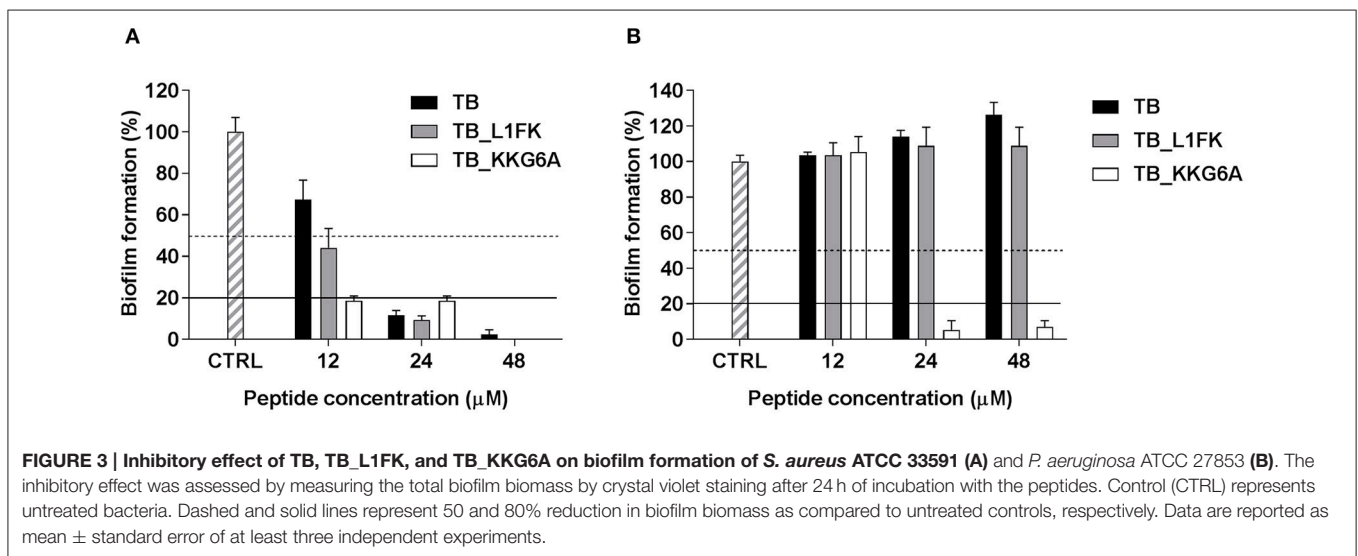 A
Biofilm formation (%)
120
100
80
60
40
20
0
TB
TB_L1FK
TB_KKG6A
CTRL 12 24 48
Peptide concentration (μM)
B
Biofilm formation (%)
140
120
100
80
60
40
20
0
TB
TB_L1FK
TB_KKG6A
CTRL 12 24 48
Peptide concentration (μM)
FIGURE 3 | Inhibitory effect of TB, TB_L1FK, and TB_KKG6A on biofilm formation of S. aureus ATCC 33591 (A) and P. aeruginosa ATCC 27853 (B). The
inhibitory effect was assessed by measuring the total biofilm biomass by crystal violet staining after 24 h of incubation with the peptides. Control (CTRL) represents
untreated bacteria. Dashed and solid lines represent 50 and 80% reduction in biofilm biomass as compared to untreated controls, respectively. Data are reported as
mean ± standard error of at least three independent experiments.